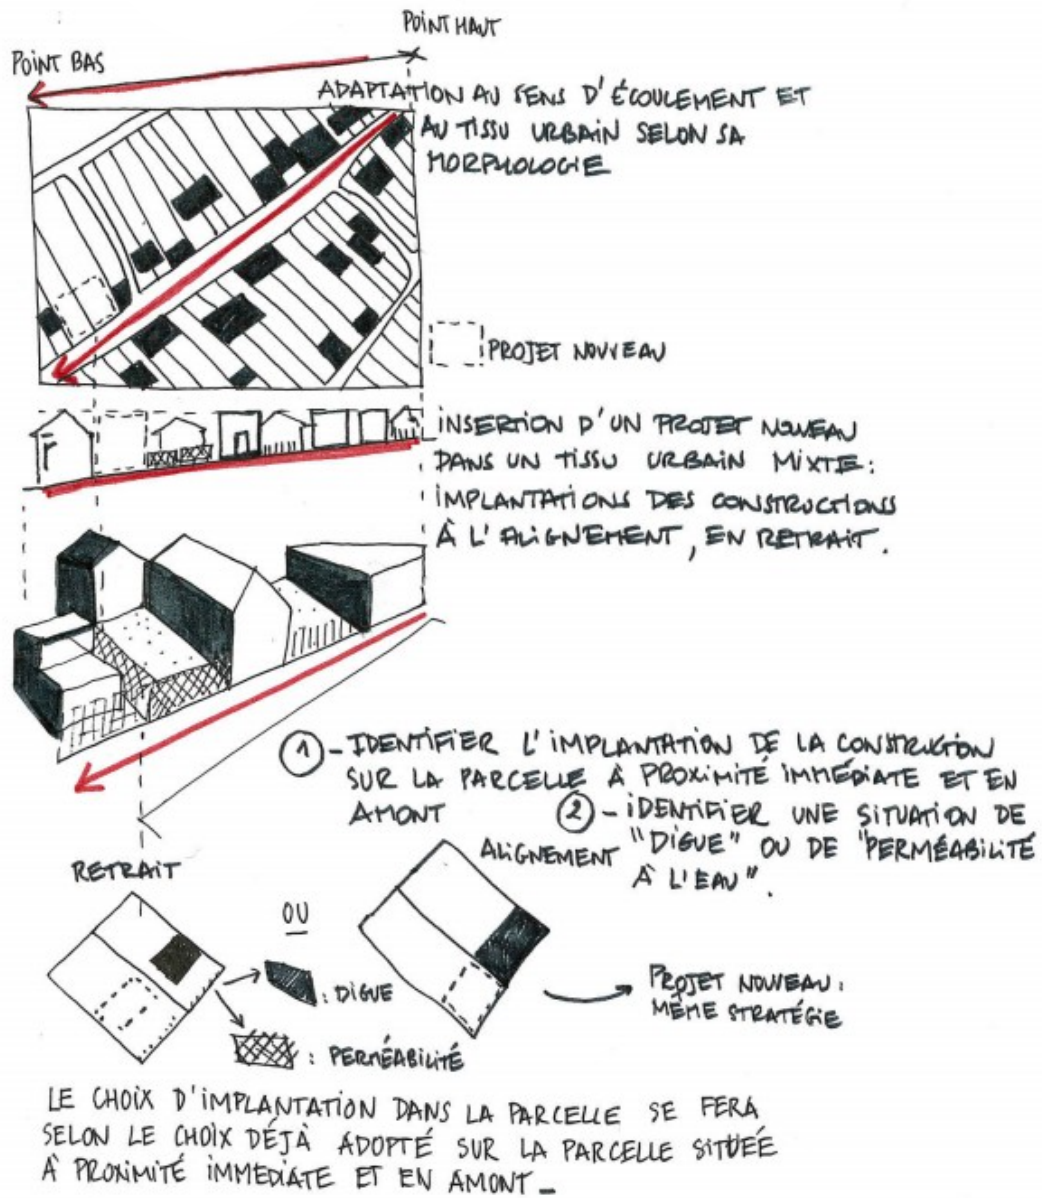 POINT HAUT
POINT BAS
ADAPTATION AU SENS D'ÉCOULEMENT ET
AU TISSU URBAIN SELON SA
MORPHOLOGIE
PROJET NOUVEAU
INSERTION D'UN PROJET NOUVEAU
DANS UN TISSU URBAIN MIXTE :
IMPLANTATIONS DES CONSTRUCTIONS
À L'ALIGNEMENT, EN RETRAIT.
1 - IDENTIFIER L'IMPLANTATION DE LA CONSTRUCTION
SUR LA PARCELLE À PROXIMITÉ IMMÉDIATE ET EN
AMONT
2 - IDENTIFIER UNE SITUATION DE
"DIGUE" OU DE "PERMÉABILITÉ
À L'EAU".
RETRAIT
OU
ALIGNEMENT
: DIGUE
: PERMÉABILITÉ
PROJET NOUVEAU :
MÊME STRATÉGIE
LE CHOIX D'IMPLANTATION DANS LA PARCELLE SE FERA
SELON LE CHOIX DÉJÀ ADOPTÉ SUR LA PARCELLE SITUÉE
À PROXIMITÉ IMMEDIATE ET EN AMONT _